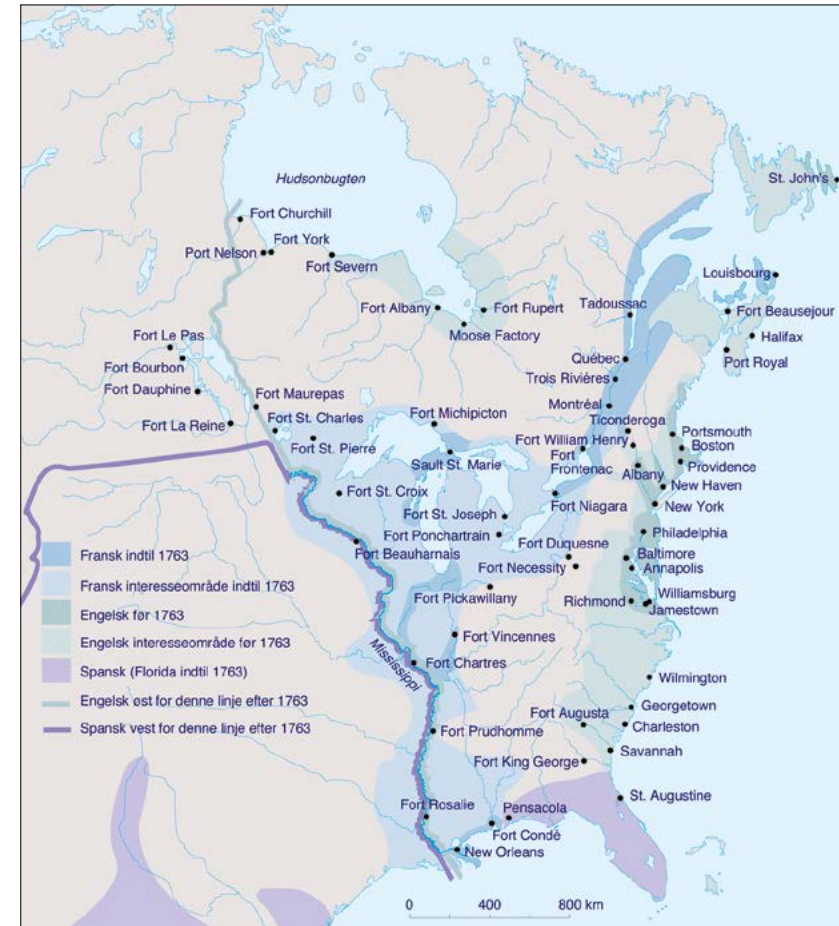 St. John's
Hudsonbugten
Fort Churchill
Fort York
Port Nelson
Fort Severn
Louisbourg
Fort Albany
Fort Rupert
Tadoussac
Fort Beausejour
Moose Factory
Halifax
Fort Le Pas
Port Royal
Fort Bourbon
Québec
Fort Dauphine
Trois Riviéres
Fort Maurepas
Montréal
Fort St. Charles
Fort Michipicton
Ticonderoga
Fort La Reine
Fort William Henry
Portsmouth
Fort St. Pierre
Boston
Sault St. Marie
Fort
Frontenac
Albany
Providence
New Haven
Fort St. Croix
Fort Niagara
New York
Fort St. Joseph
Fort Ponchartrain
Philadelphia
Fort Beauharnais
Fort Duquesne
Baltimore
Fort Necessity
Annapolis
Fort Pickawillany
Richmond
Williamsburg
Jamestown
Fort Vincennes
Mississippi
Fort Chartres
Wilmington
Georgetown
Fort Augusta
Charleston
Fort Prudhomme
Savannah
Fort King George
St. Augustine
Fort Rosalie
Pensacola
Fort Condé
New Orleans
Fransk indtil 1763
Fransk interesseområde indtil 1763
Engelsk før 1763
Engelsk interesseområde før 1763
Spansk (Florida indtil 1763)
Engelsk øst for denne linje efter 1763
Spansk vest for denne linje efter 1763
0 400 800 km